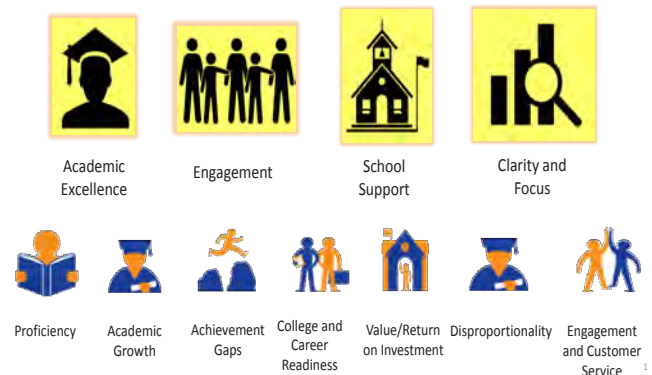 Academic
Excellence
Engagement
School
Support
Clarity and
Focus
Proficiency
Academic
Growth
Achievement
Gaps
College and
Career
Readiness
Value/Return
on Investment
Disproportionality
Engagement
and Customer
Service
1